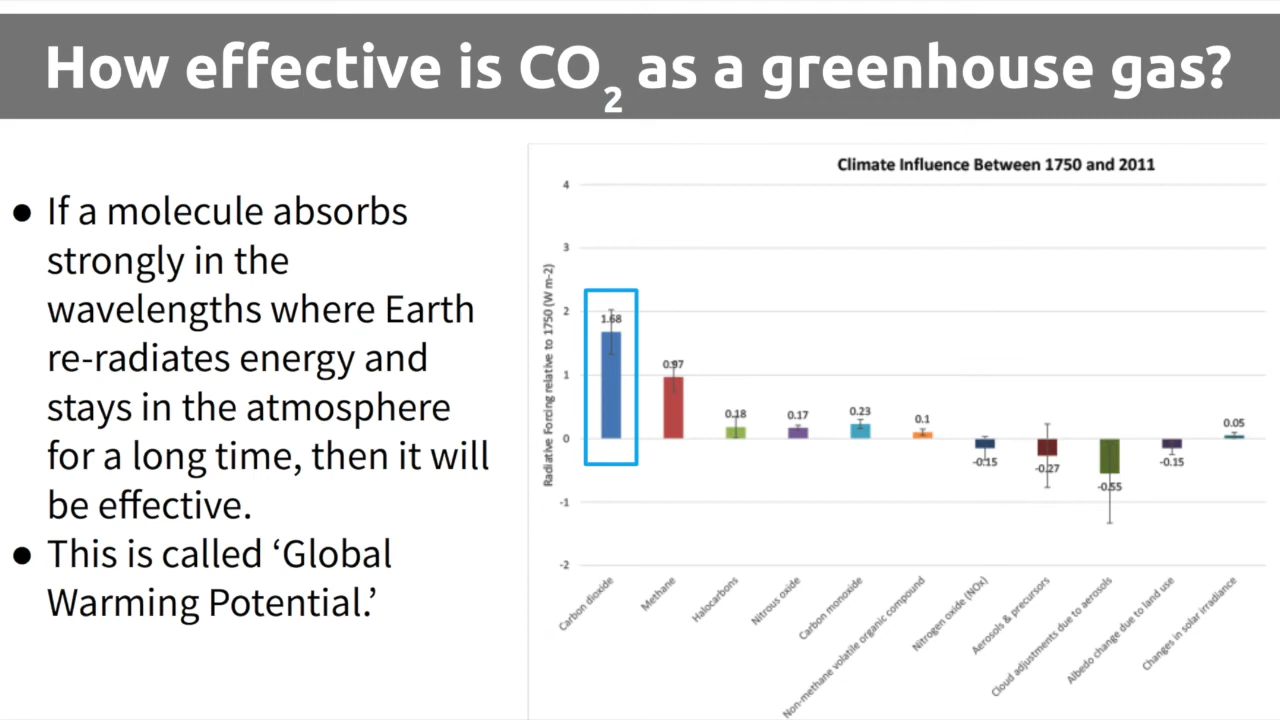 How effective is CO₂ as a greenhouse gas?
● If a molecule absorbs
strongly in the
wavelengths where Earth
re-radiates energy and
stays in the atmosphere
for a long time, then it will
be effective.
● This is called ‘Global
Warming Potential.’
Climate Influence Between 1750 and 2011
Radiative Forcing relative to 1750 (W m-2)
4
3
2
1
0
-1
-2
1.68
0.97
0.18
0.17
0.23
0.1
-0.15
-0.27
-0.55
-0.15
0.05
Carbon dioxide
Methane
Halocarbons
Nitrous oxide
Carbon monoxide
Non-methane volatile organic compound
Nitrogen oxide (NOx)
Aerosols & precursors
Cloud adjustments due to aerosols
Albedo change due to land use
Changes in solar irradiance